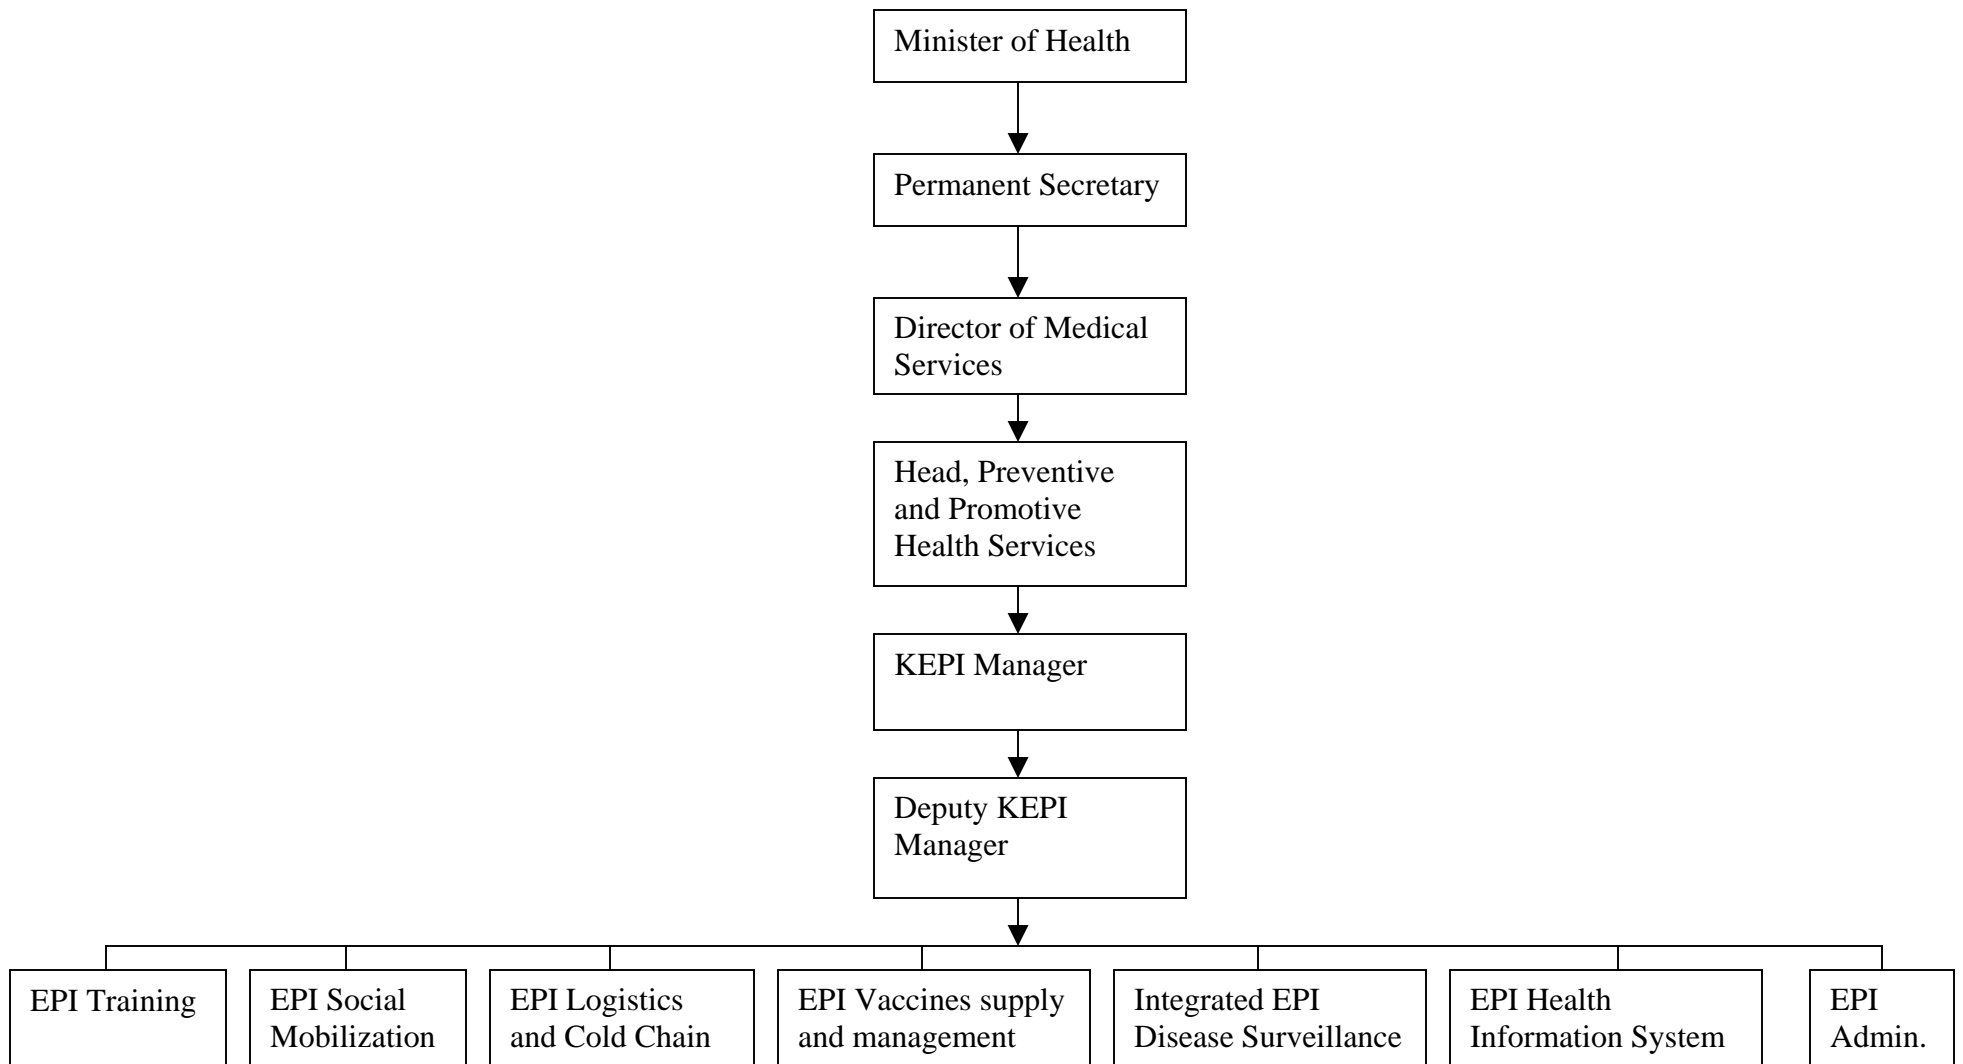 Minister of Health
Permanent Secretary
Director of Medical
Services
Head, Preventive
and Promotive
Health Services
KEPI Manager
Deputy KEPI
Manager
EPI Training
EPI Social
Mobilization
EPI Logistics
and Cold Chain
EPI Vaccines supply
and management
Integrated EPI
Disease Surveillance
EPI Health
Information System
EPI
Admin.